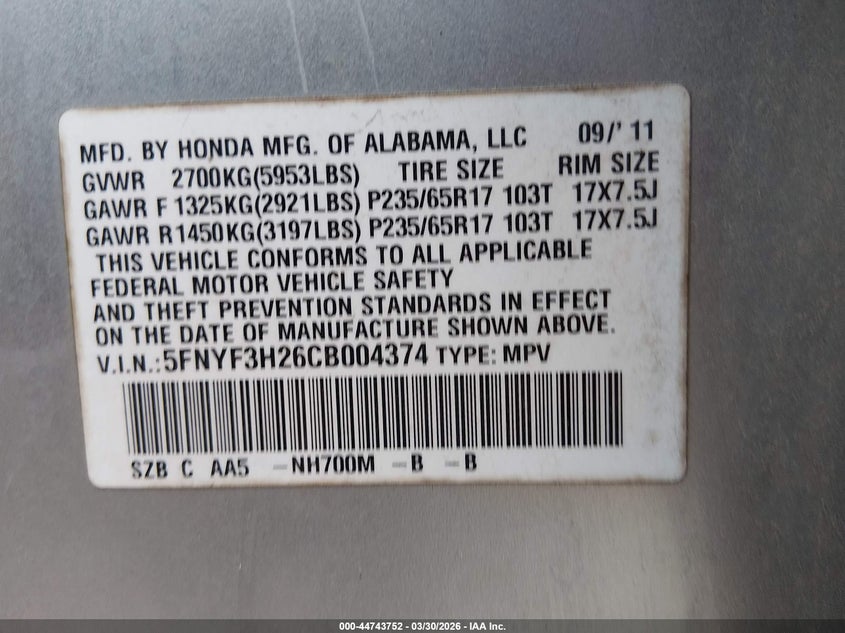 MFD. BY HONDA MFG. OF ALABAMA, LLC 09/' 11
GVWR 2700KG(5953LBS) TIRE SIZE RIM SIZE
GAWR F 1325KG(2921LBS) P235/65R17 103T 17X7.5J
GAWR R1450KG(3197LBS) P235/65R17 103T 17X7.5J
THIS VEHICLE CONFORMS TO ALL APPLICABLE
FEDERAL MOTOR VEHICLE SAFETY
AND THEFT PREVENTION STANDARDS IN EFFECT
ON THE DATE OF MANUFACTURE SHOWN ABOVE.
V.I.N.:5FNYF3H26CB004374 TYPE: MPV
SZB C AA5 -NH700M -B -B
000-44743752 - 03/30/2026 - IAA Inc.